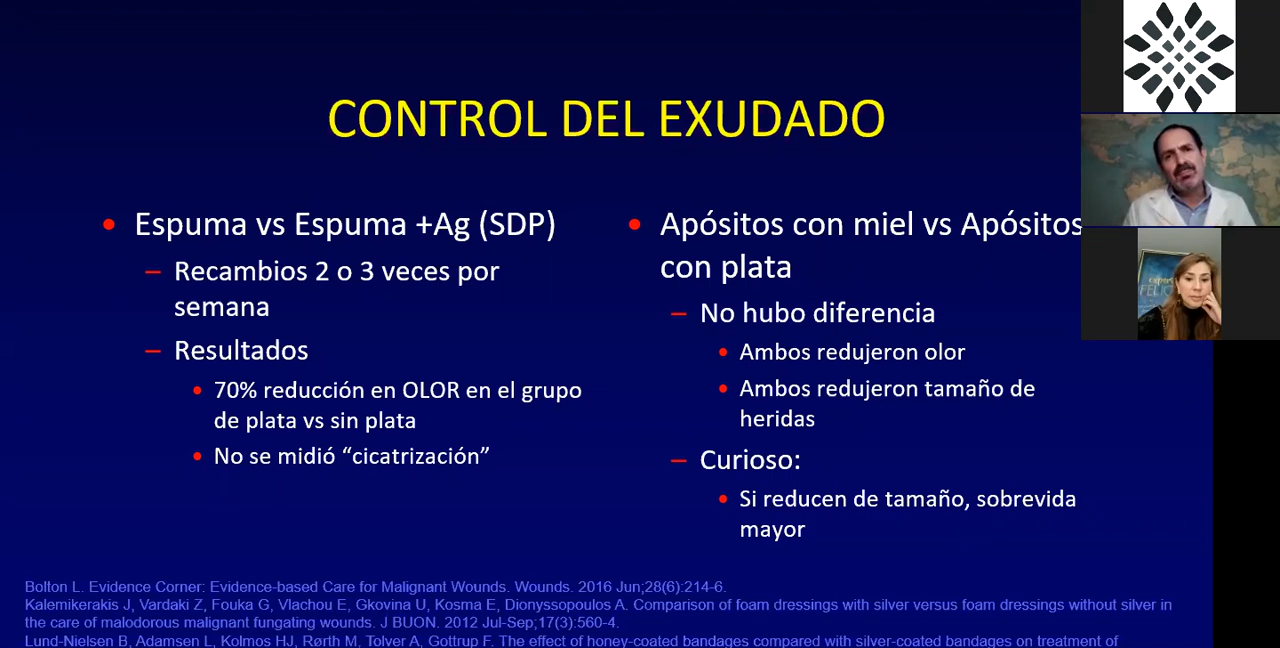 CONTROL DEL EXUDADO
Espuma vs Espuma +Ag (SDP)
– Recambios 2 o 3 veces por
semana
– Resultados
• 70% reducción en OLOR en el grupo
de plata vs sin plata
• No se midió “cicatrización”
Apósitos con miel vs Apósitos
con plata
– No hubo diferencia
• Ambos redujeron olor
• Ambos redujeron tamaño de
heridas
– Curioso:
• Si reducen de tamaño, sobrevida
mayor
Bolton L. Evidence Corner: Evidence-based Care for Malignant Wounds. Wounds. 2016 Jun;28(6):214-6.
Kalemikerakis J, Vardaki Z, Fouka G, Vlachou E, Gkovina U, Kosma E, Dionyssopoulos A. Comparison of foam dressings with silver versus foam dressings without silver in
the care of malodorous malignant fungating wounds. J BUON. 2012 Jul-Sep;17(3):560-4.
Lund-Nielsen B, Adamsen L, Kolmos HJ, Rørth M, Tolver A, Gottrup F. The effect of honey-coated bandages compared with silver-coated bandages on treatment of